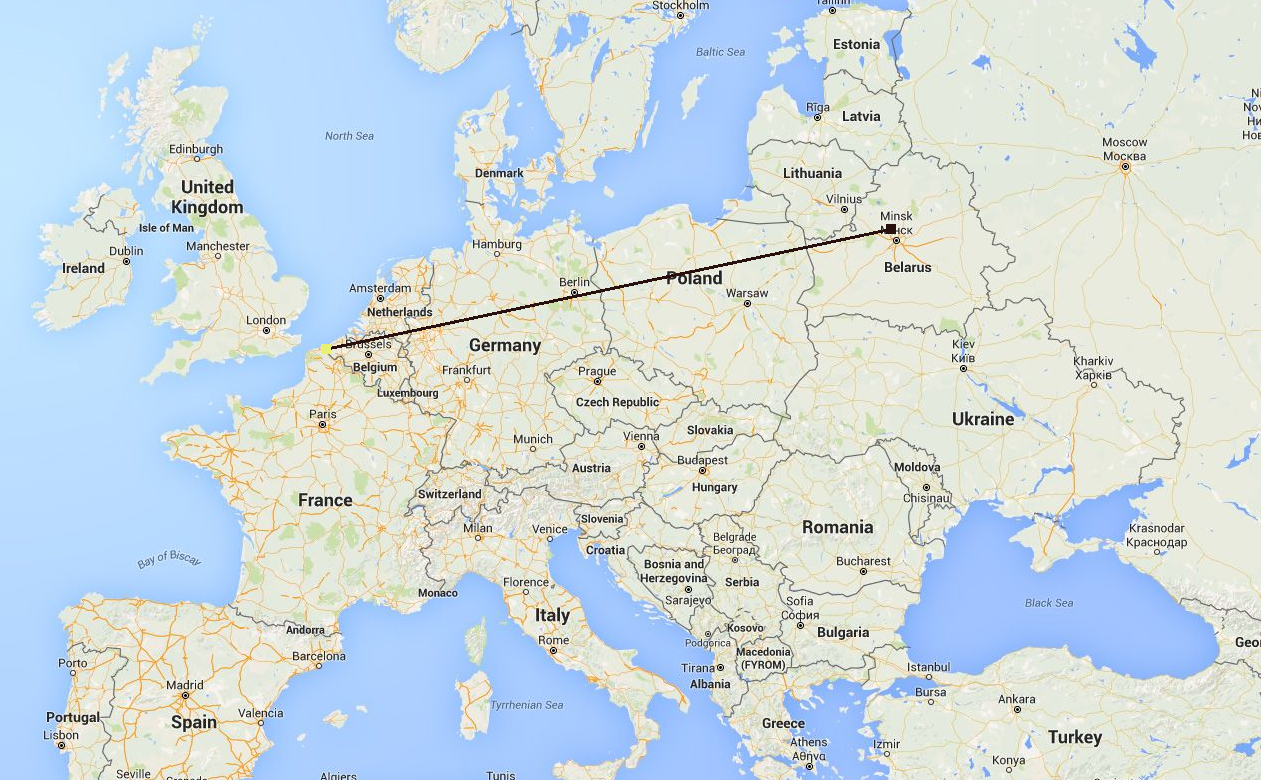 Stockholm
Tallinn
Estonia
Baltic Sea
Rīga
Latvia
North Sea
Moscow
Москва
Edinburgh
Denmark
Lithuania
United
Kingdom
Vilnius
Isle of Man
Minsk
Dublin
Manchester
Hamburg
Ireland
Belarus
Poland
Berlin
Amsterdam
Warsaw
Netherlands
London
Brussels
Germany
Kiev
Київ
Belgium
Frankfurt
Prague
Kharkiv
Харків
Luxembourg
Czech Republic
Paris
Ukraine
Munich
Vienna
Slovakia
Austria
Budapest
Moldova
Switzerland
Hungary
Chisinau
France
Slovenia
Romania
Milan
Venice
Krasnodar
Краснодар
Croatia
Belgrade
Београд
Bay of Biscay
Bosnia and
Herzegovina
Bucharest
Florence
Serbia
Monaco
Sarajevo
Sofia
София
Black Sea
Italy
Andorra
Kosovo
Bulgaria
Rome
Podgorica
Barcelona
Macedonia
(FYROM)
Porto
Tirana
Istanbul
Madrid
Albania
Bursa
Ankara
Tyrrhenian Sea
Portugal
Spain
Valencia
Greece
Lisbon
Athens
Αθήνα
Izmir
Turkey
Konya
Seville
Algiers
Tunis